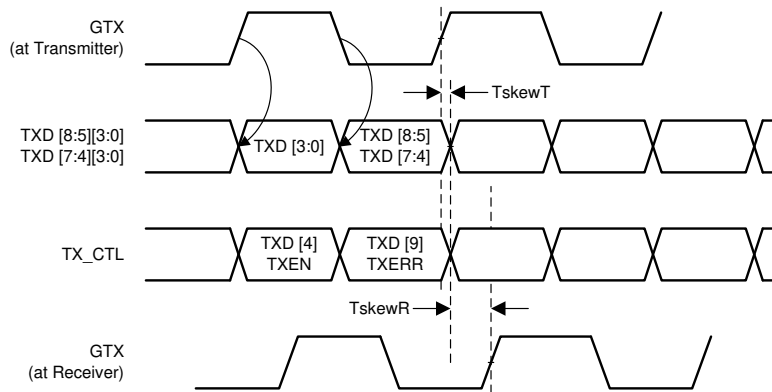 GTX
(at Transmitter)
TskewT
TXD [8:5][3:0]
TXD [7:4][3:0]
TXD [3:0]
TXD [8:5]
TXD [7:4]
TX_CTL
TXD [4]
TXEN
TXD [9]
TXERR
TskewR
GTX
(at Receiver)